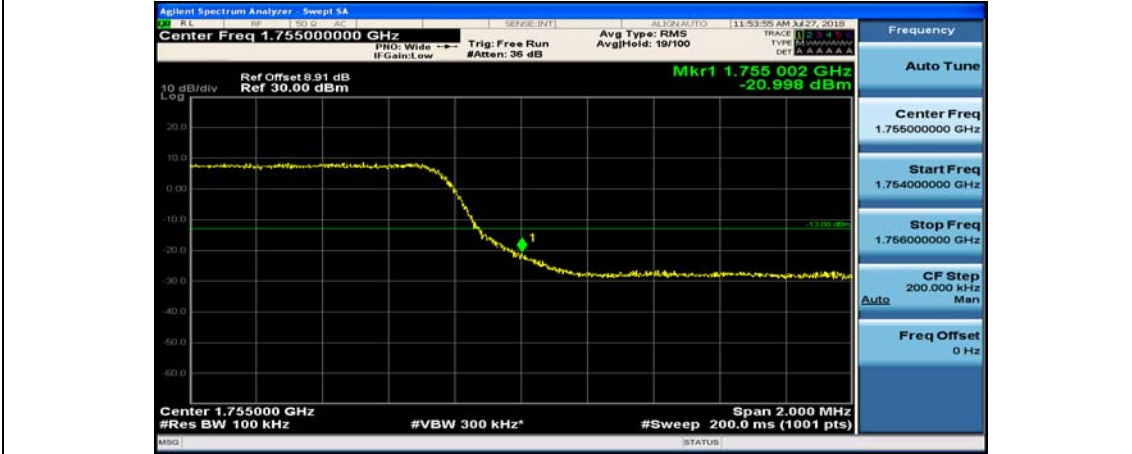 Agilent Spectrum Analyzer - Swept SA
RL RF 50 Ω AC SENSE:INT ALIGNAUTO 11:53:55 AM Jul 27, 2018
Center Freq 1.755000000 GHz
PNO: Wide
IFGain:Low
Trig: Free Run
#Atten: 36 dB
Avg Type: RMS
Avg|Hold: 19/100
TRACE 1 2 3 4 5 6
TYPE M
DET A A A A A A
Ref Offset 8.91 dB
10 dB/div Ref 30.00 dBm
Log
Mkr1 1.755 002 GHz
-20.998 dBm
20.0
10.0
0.00
-10.0
-13.00 dBm
1
-20.0
-30.0
-40.0
-50.0
-60.0
Center 1.755000 GHz Span 2.000 MHz
#Res BW 100 kHz #VBW 300 kHz* #Sweep 200.0 ms (1001 pts)
MSG STATUS
Frequency
Auto Tune
Center Freq
1.755000000 GHz
Start Freq
1.754000000 GHz
Stop Freq
1.756000000 GHz
CF Step
200.000 kHz
Auto Man
Freq Offset
0 Hz